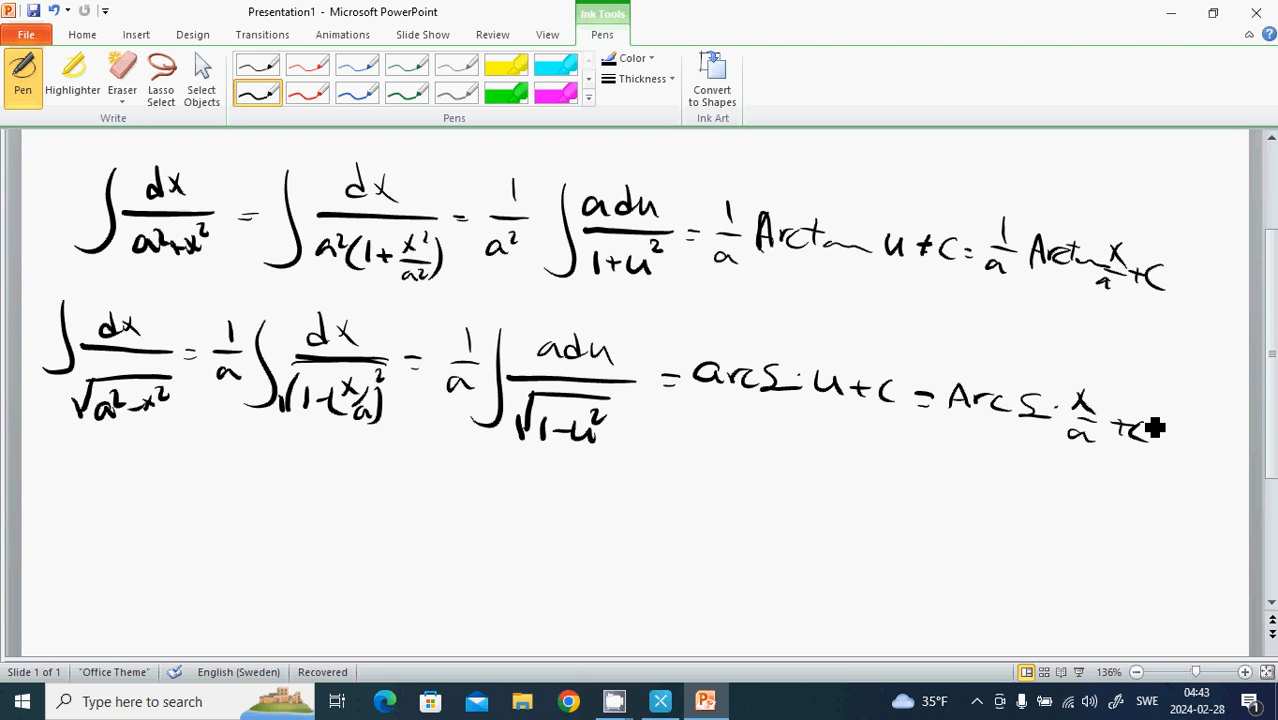 Presentation1 - Microsoft PowerPoint
Ink Tools
File Home Insert Design Transitions Animations Slide Show Review View Pens
Pen Highlighter Eraser Lasso Select Select Objects
Color
Thickness
Convert to Shapes
Write Pens Ink Art
∫ dx/(a²+x²) = ∫ dx/(a²(1+x²/a²)) = 1/a² ∫ adu/(1+u²) = 1/a Arctan u + C = 1/a Arctan x/a + C
∫ dx/√(a²-x²) = 1/a ∫ dx/√(1-(x/a)²) = 1/a ∫ adu/√(1-u²) = arcsin u + C = Arcsin x/a + C
Slide 1 of 1 "Office Theme" English (Sweden) Recovered 136%
Type here to search 35°F SWE 04:43
2024-02-28 1